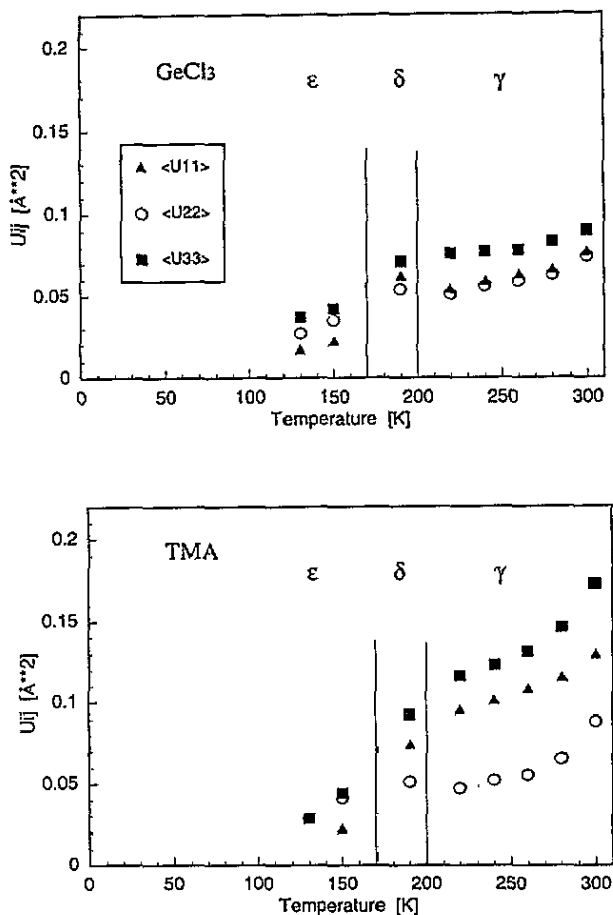 0.2
GeCl3
ε δ γ
0.15
<U11>
Uij [Å**2]
0.1
<U22>
<U33>
0.05
0
0 50 100 150 200 250 300
Temperature [K]
0.2
TMA
ε δ γ
0.15
Uij [Å**2]
0.1
0.05
0
0 50 100 150 200 250 300
Temperature [K]